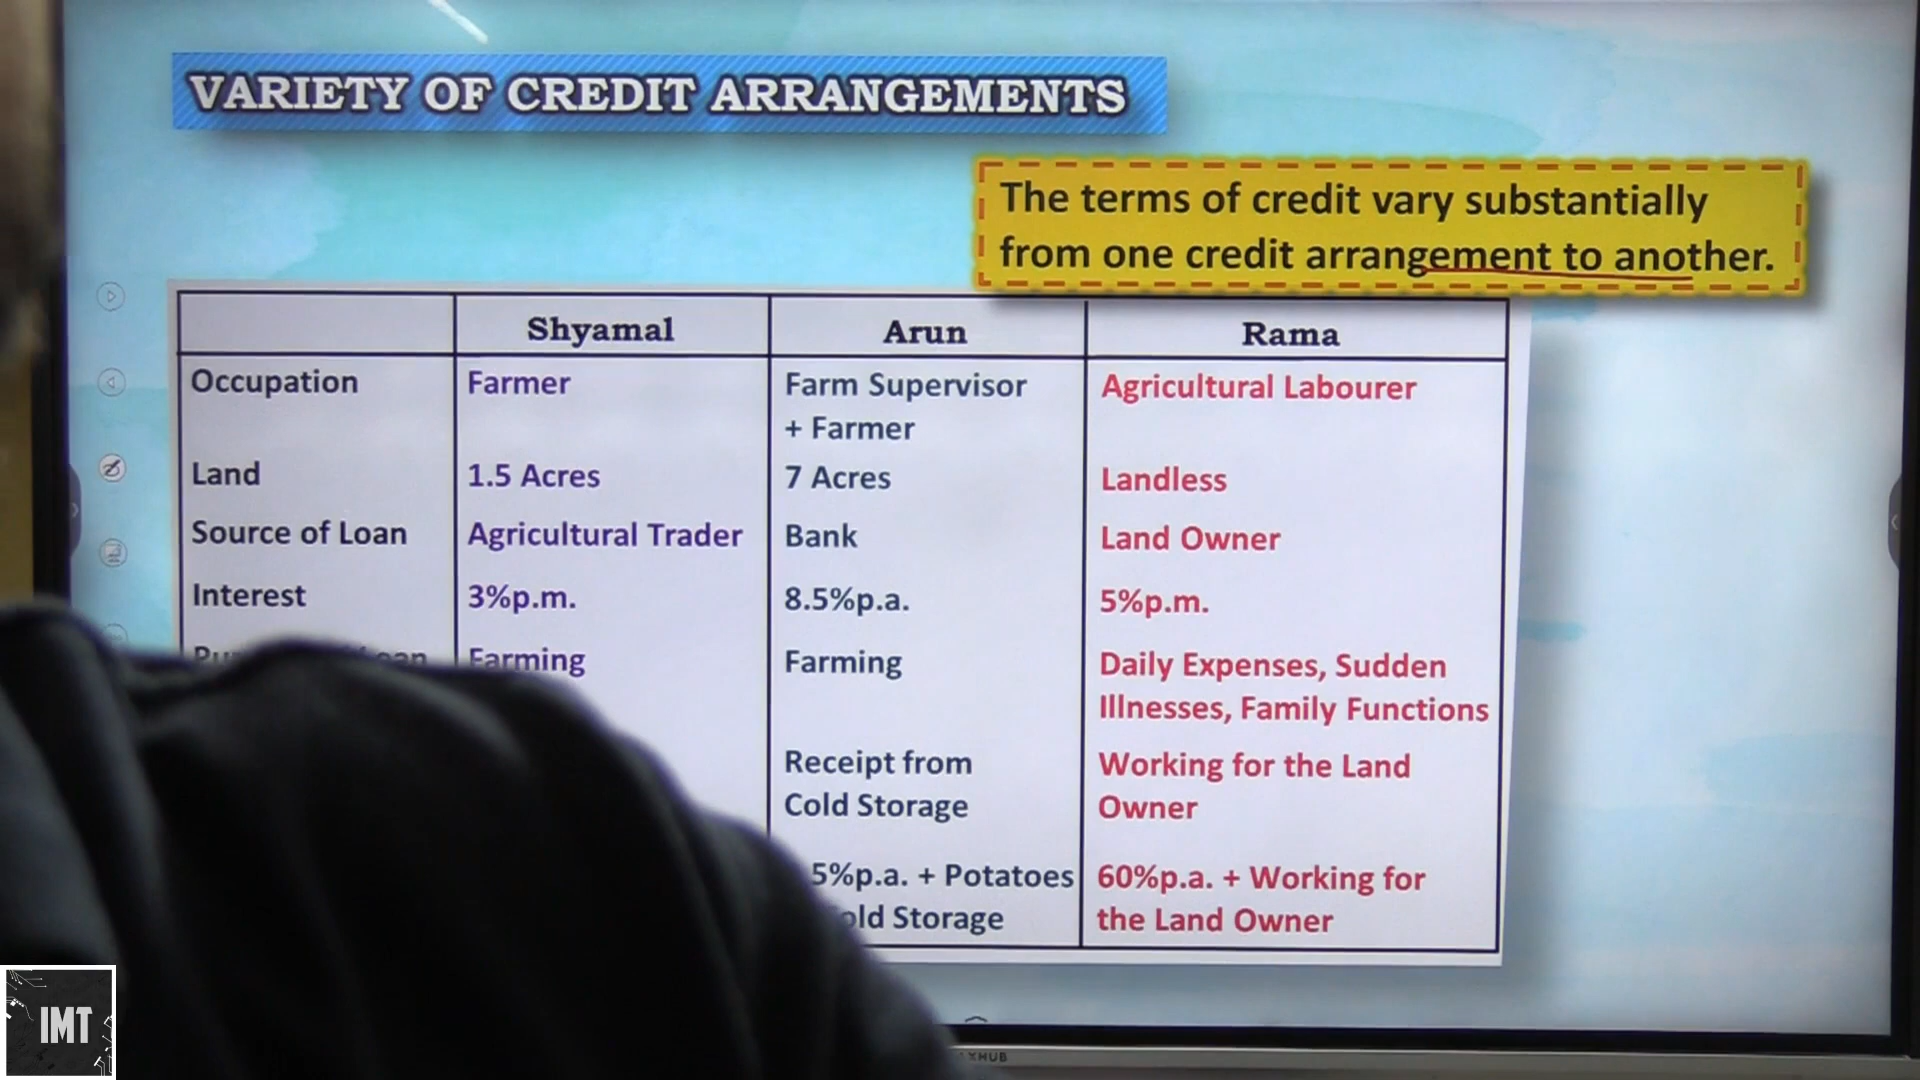 VARIETY OF CREDIT ARRANGEMENTS
The terms of credit vary substantially
from one credit arrangement to another.
Shyamal Arun Rama
Occupation Farmer Farm Supervisor Agricultural Labourer
+ Farmer
Land 1.5 Acres 7 Acres Landless
Source of Loan Agricultural Trader Bank Land Owner
Interest 3%p.m. 8.5%p.a. 5%p.m.
Farming Farming Daily Expenses, Sudden
Illnesses, Family Functions
Receipt from Working for the Land
Cold Storage Owner
5%p.a. + Potatoes 60%p.a. + Working for
Storage the Land Owner
IMT